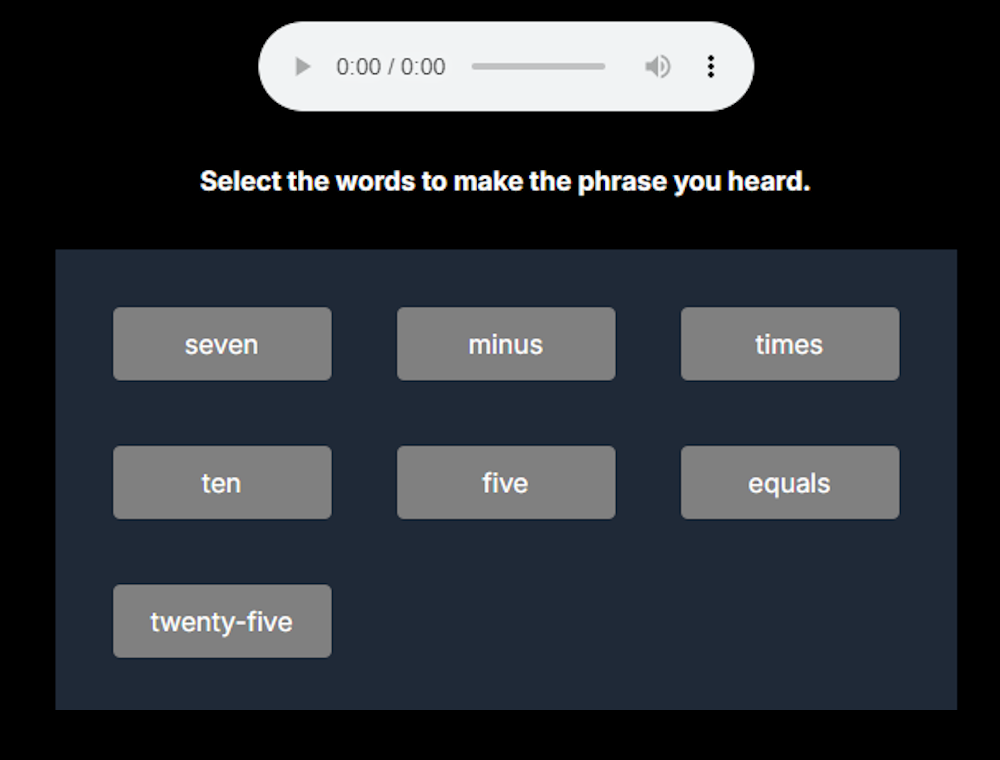 0:00 / 0:00
Select the words to make the phrase you heard.
seven minus times
ten five equals
twenty-five